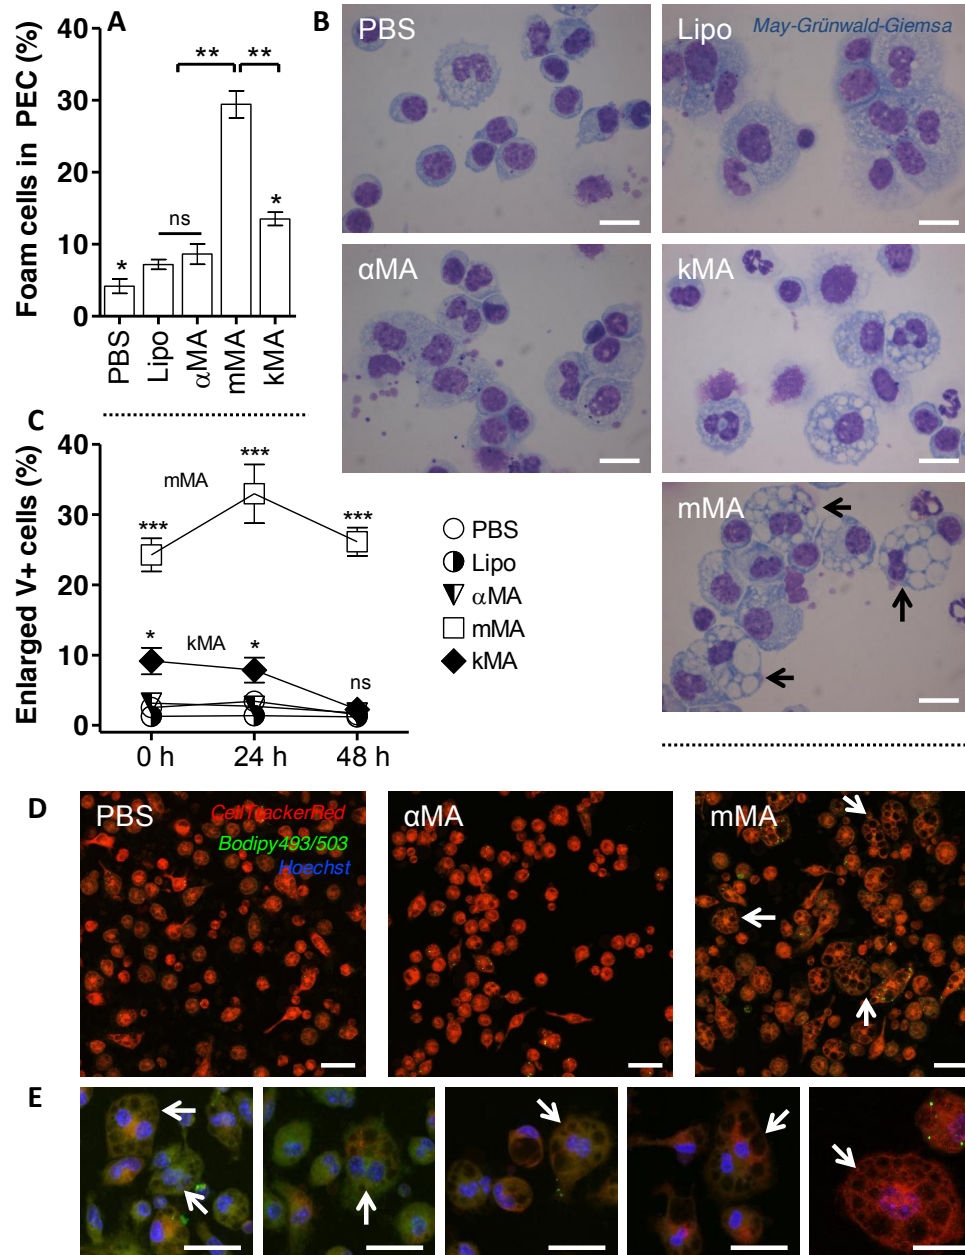 A
Foam cells in PEC (%)
40
30
20
10
0
**
**
ns
*
*
PBS
Lipo
αMA
mMA
kMA
B
PBS
Lipo
May-Grünwald-Giemsa
αMA
kMA
mMA
C
Enlarged V+ cells (%)
40
30
20
10
0
***
***
***
mMA
*
*
kMA
ns
0 h
24 h
48 h
PBS
Lipo
αMA
mMA
kMA
D
PBS
CellTrackerRed
Bodipy493/503
Hoechst
αMA
mMA
E